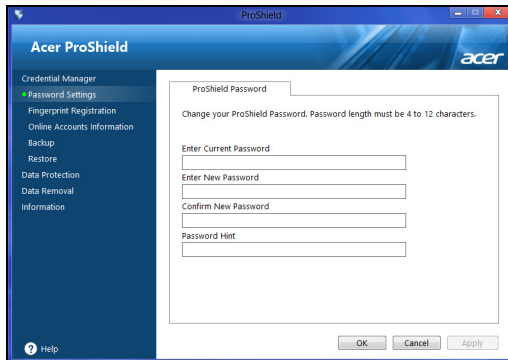 ProShield
Acer ProShield
acer
Credential Manager
Password Settings
Fingerprint Registration
Online Accounts Information
Backup
Restore
Data Protection
Data Removal
Information
ProShield Password
Change your ProShield Password. Password length must be 4 to 12 characters.
Enter Current Password
Enter New Password
Confirm New Password
Password Hint
? Help
OK Cancel Apply